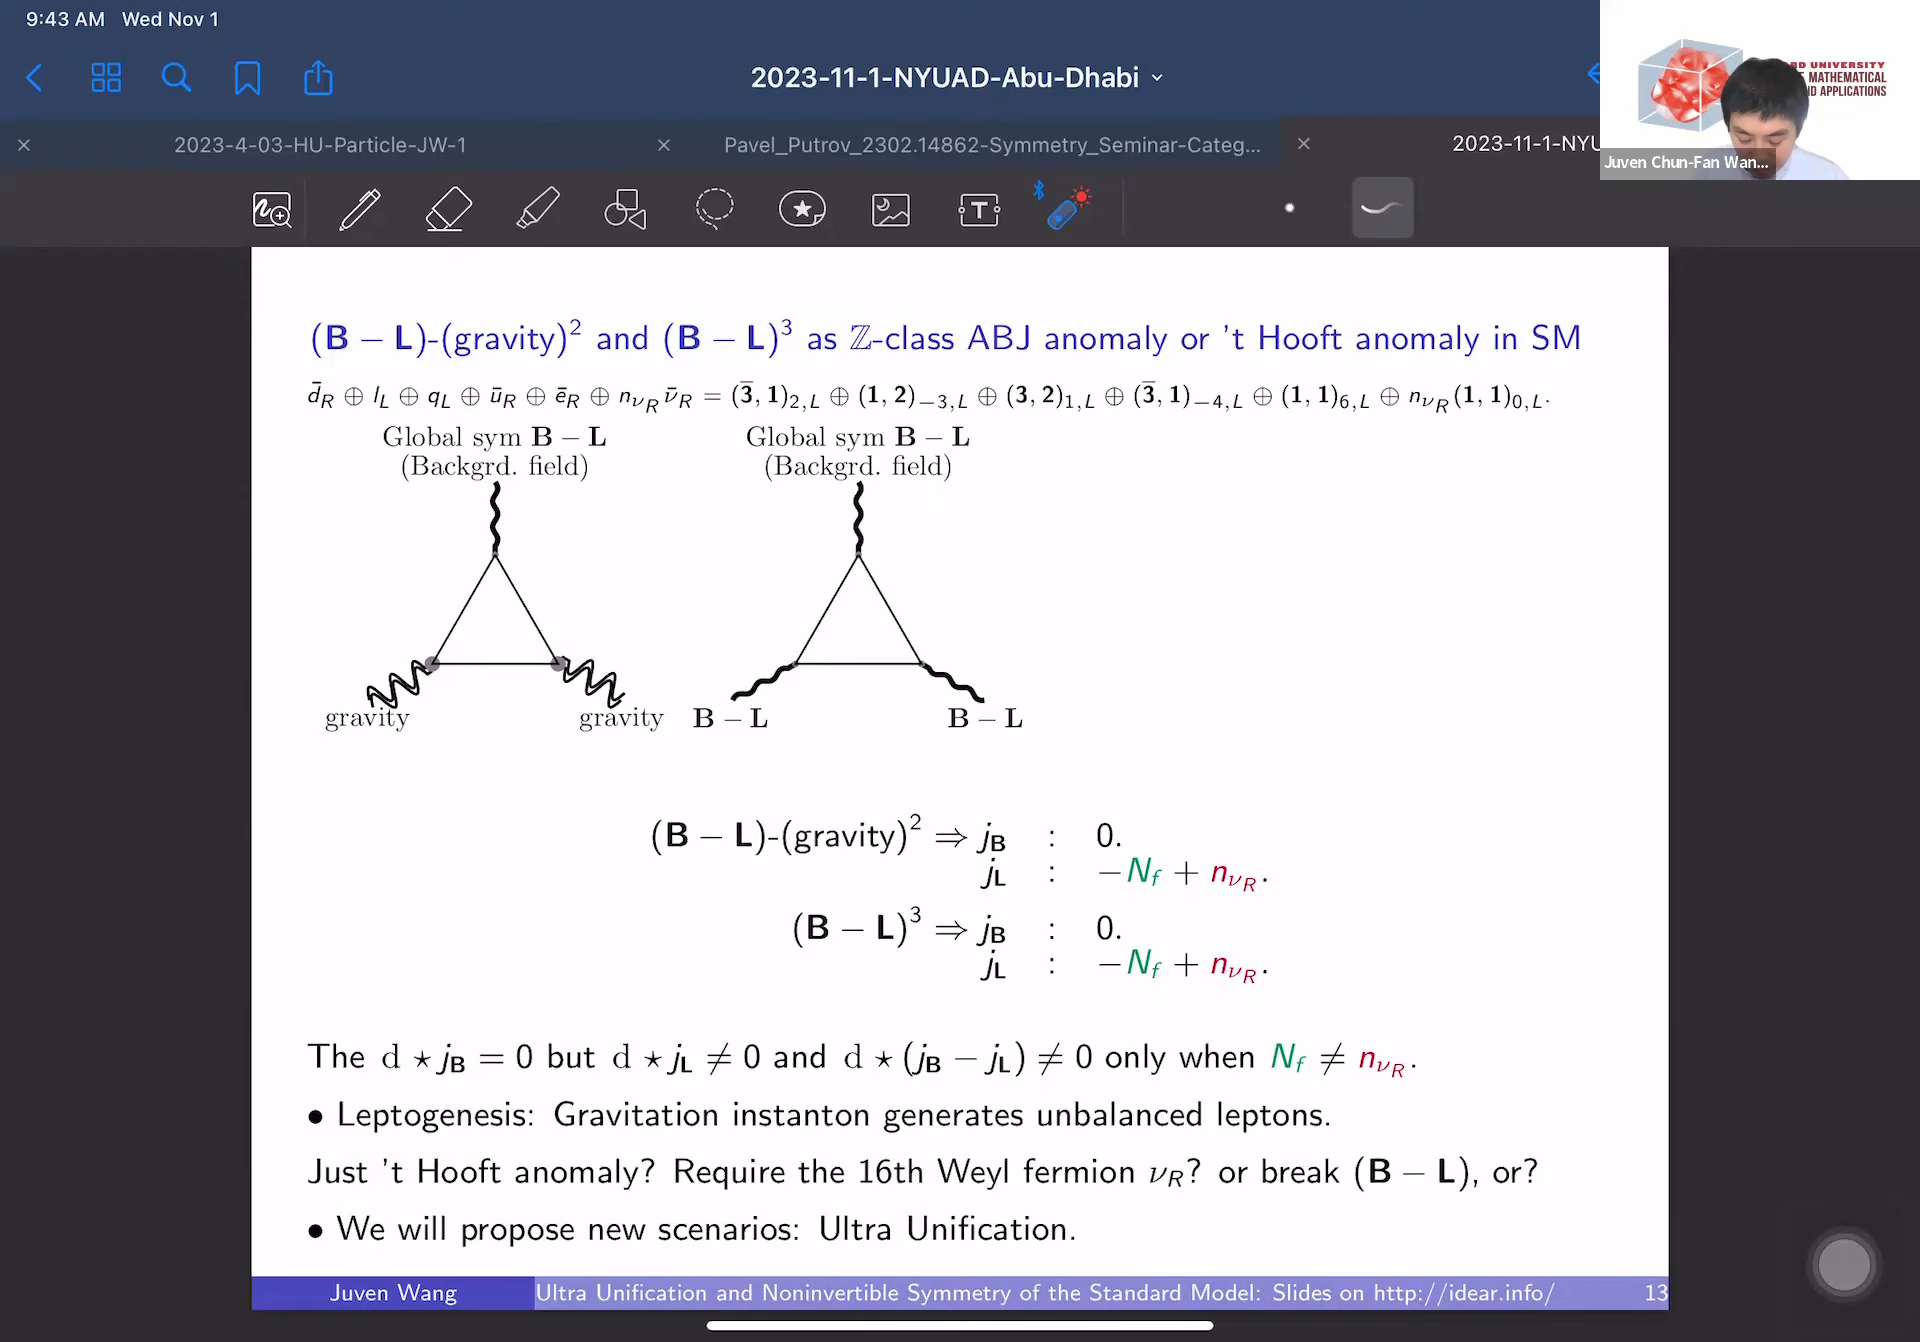 9:43 AM Wed Nov 1
2023-11-1-NYUAD-Abu-Dhabi
2023-4-03-HU-Particle-JW-1
Pavel_Putrov_2302.14862-Symmetry_Seminar-Categ...
2023-11-1-NYU
UNIVERSITY
MATHEMATICAL
APPLICATIONS
Juven Chun-Fan Wan...
T
(B − L)-(gravity)² and (B − L)³ as ℤ-class ABJ anomaly or 't Hooft anomaly in SM
d̄_R ⊕ l_L ⊕ q_L ⊕ ū_R ⊕ ē_R ⊕ n_{ν_R} ν̄_R = (3̄, 1)_{2,L} ⊕ (1, 2)_{−3,L} ⊕ (3, 2)_{1,L} ⊕ (3̄, 1)_{−4,L} ⊕ (1, 1)_{6,L} ⊕ n_{ν_R}(1, 1)_{0,L}.
Global sym B − L
(Backgrd. field)
gravity
gravity
Global sym B − L
(Backgrd. field)
B − L
B − L
(B − L)-(gravity)² ⇒ j_B : 0.
j_L : −N_f + n_{ν_R}.
(B − L)³ ⇒ j_B : 0.
j_L : −N_f + n_{ν_R}.
The d ⋆ j_B = 0 but d ⋆ j_L ≠ 0 and d ⋆ (j_B − j_L) ≠ 0 only when N_f ≠ n_{ν_R}.
• Leptogenesis: Gravitation instanton generates unbalanced leptons.
Just 't Hooft anomaly? Require the 16th Weyl fermion ν_R? or break (B − L), or?
• We will propose new scenarios: Ultra Unification.
Juven Wang
Ultra Unification and Noninvertible Symmetry of the Standard Model: Slides on http://idear.info/
13